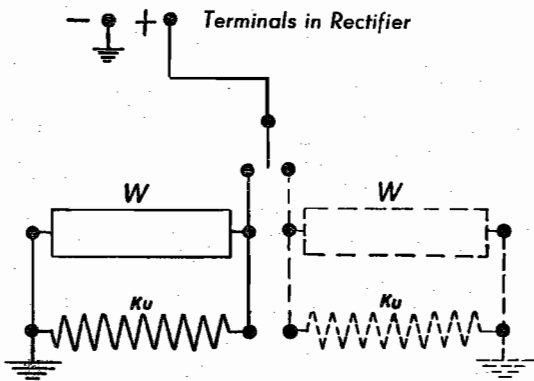 - + Terminals in Rectifier
W W
Ku Ku